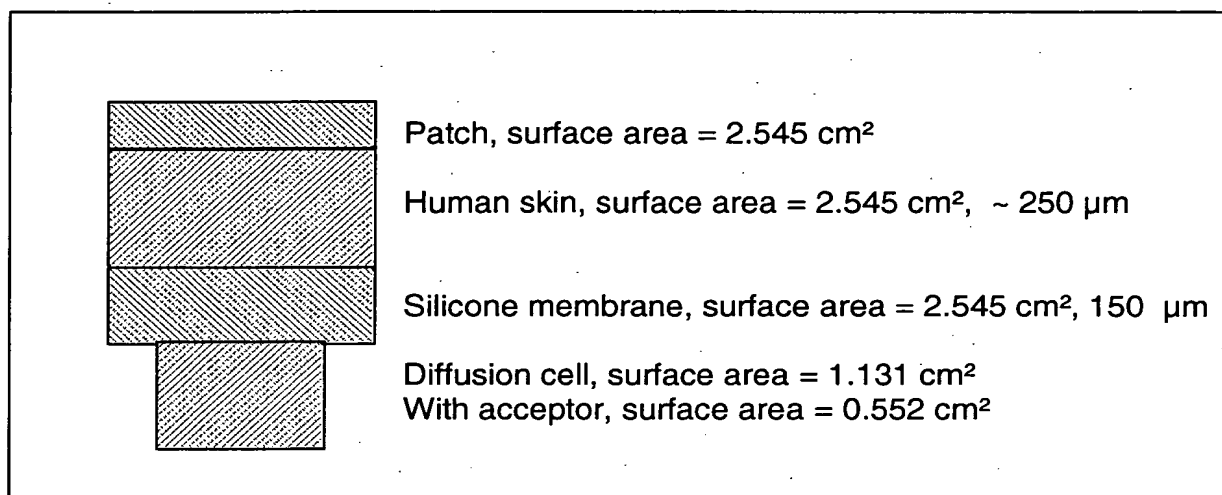 Patch, surface area = 2.545 cm²
Human skin, surface area = 2.545 cm², ~ 250 µm
Silicone membrane, surface area = 2.545 cm², 150 µm
Diffusion cell, surface area = 1.131 cm²
With acceptor, surface area = 0.552 cm²